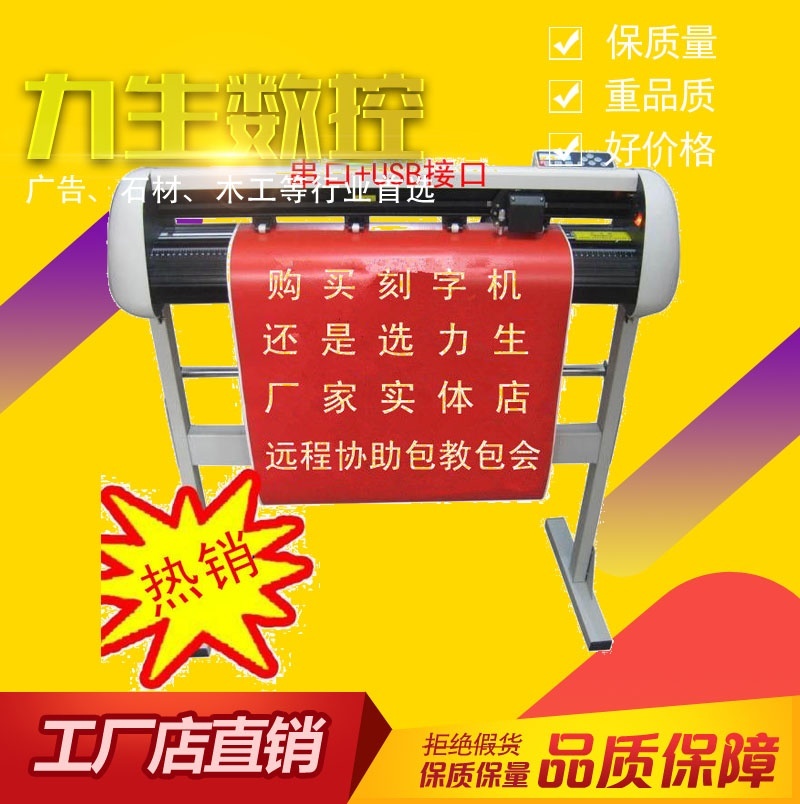 力生数控
保质量
重品质
好价格
串口+USB接口
广告、石材、木工等行业首选
购买刻字机
还是选力生
厂家实体店
远程协助包教包会
热销
工厂店直销
拒绝假货
保质保量
品质保障